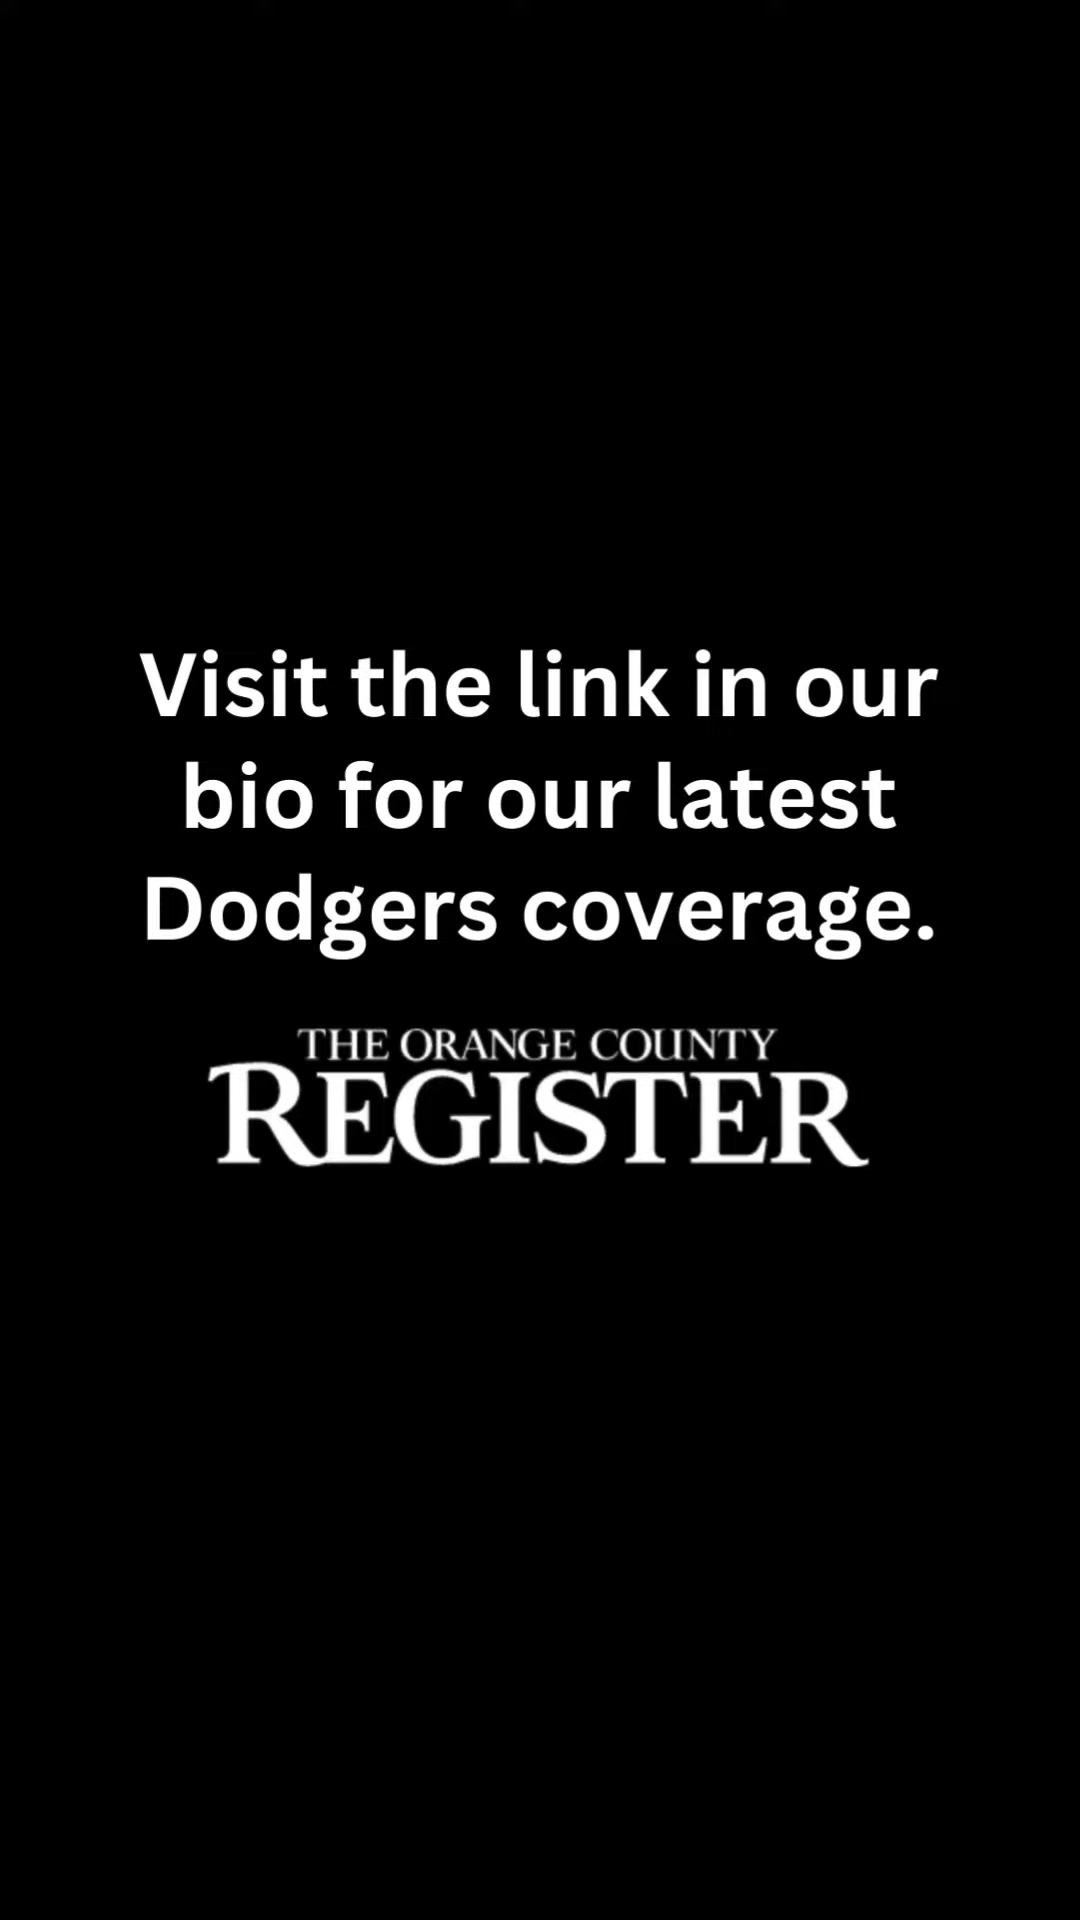 Visit the link in our
bio for our latest
Dodgers coverage.
THE ORANGE COUNTY
REGISTER